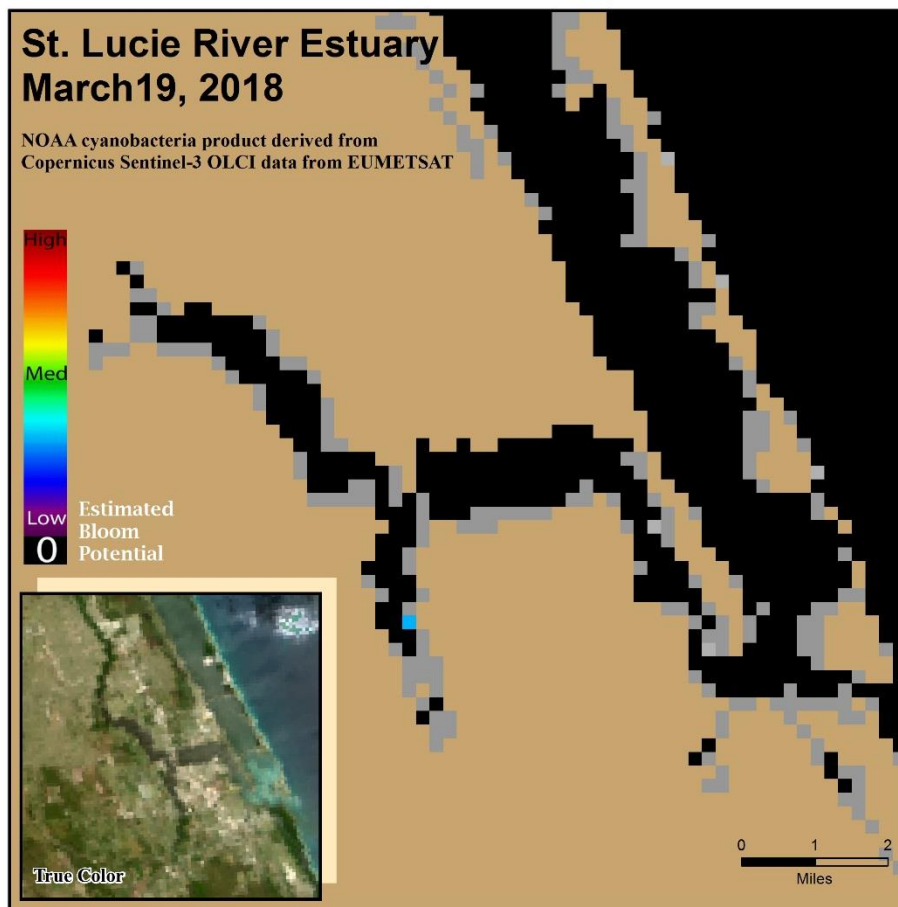 St. Lucie River Estuary
March19, 2018
NOAA cyanobacteria product derived from
Copernicus Sentinel-3 OLCI data from EUMETSAT
High
Med
Low
0
Estimated
Bloom
Potential
True Color
0 1 2
Miles